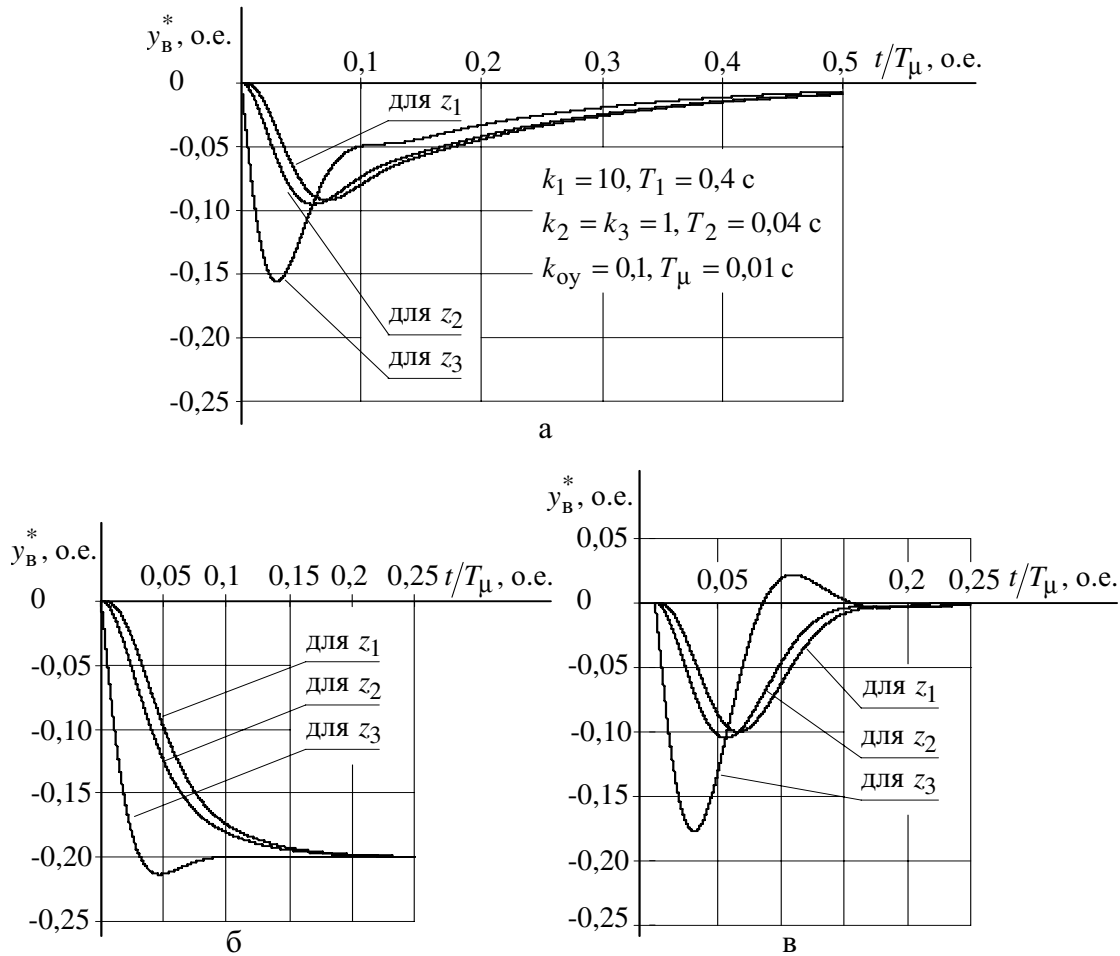 y*в, о.е.
0,1 0,2 0,3 0,4 0,5
t/Tμ, о.е.
0
-0,05
-0,10
-0,15
-0,20
-0,25
для z1
для z2
для z3
k1 = 10, T1 = 0,4 с
k2 = k3 = 1, T2 = 0,04 с
kоу = 0,1, Tμ = 0,01 с
а
y*в, о.е.
0,05 0,1 0,15 0,2 0,25 t/Tμ, о.е.
0
-0,05
-0,10
-0,15
-0,20
-0,25
для z1
для z2
для z3
б
y*в, о.е.
0,05
0
-0,05
-0,10
-0,15
-0,20
-0,25
0,05 0,2 0,25 t/Tμ, о.е.
для z1
для z2
для z3
в